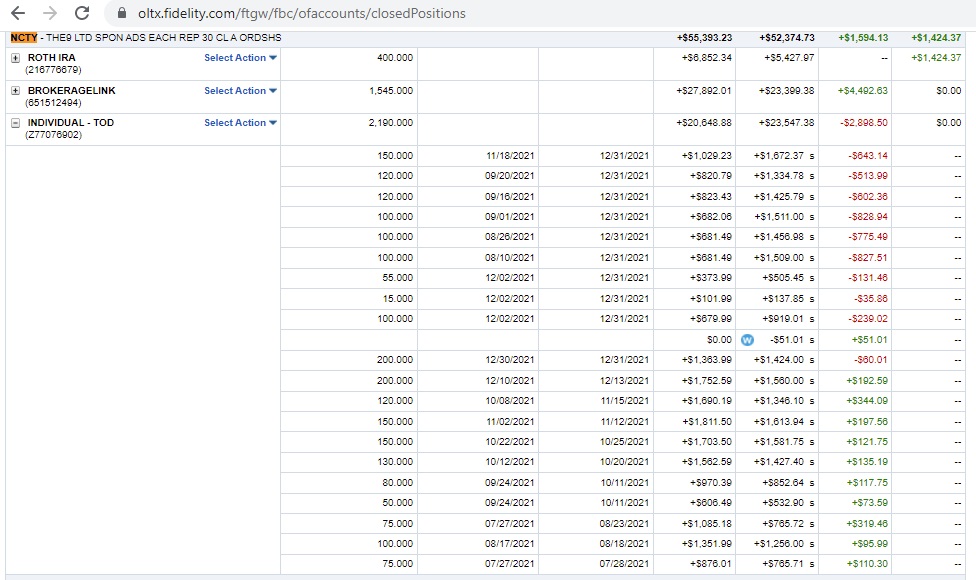 oltx.fidelity.com/ftgw/fbc/ofaccounts/closedPositions
NCTY - THE9 LTD SPON ADS EACH REP 30 CL A ORDSHS +$55,393.23 +$52,374.73 +$1,594.13 +$1,424.37
ROTH IRA Select Action 400.000 +$6,852.34 +$5,427.97 -- +$1,424.37
(216776679)
BROKERAGELINK Select Action 1,545.000 +$27,892.01 +$23,399.38 +$4,492.63 $0.00
(651512494)
INDIVIDUAL - TOD Select Action 2,190.000 +$20,648.88 +$23,547.38 -$2,898.50 $0.00
(Z77076902)
150.000 11/18/2021 12/31/2021 +$1,029.23 +$1,672.37 s -$643.14 --
120.000 09/20/2021 12/31/2021 +$820.79 +$1,334.78 s -$513.99 --
120.000 09/16/2021 12/31/2021 +$823.43 +$1,425.79 s -$602.36 --
100.000 09/01/2021 12/31/2021 +$682.06 +$1,511.00 s -$828.94 --
100.000 08/26/2021 12/31/2021 +$681.49 +$1,456.98 s -$775.49 --
100.000 08/10/2021 12/31/2021 +$681.49 +$1,509.00 s -$827.51 --
55.000 12/02/2021 12/31/2021 +$373.99 +$505.45 s -$131.46 --
15.000 12/02/2021 12/31/2021 +$101.99 +$137.85 s -$35.86 --
100.000 12/02/2021 12/31/2021 +$679.99 +$919.01 s -$239.02 --
$0.00 W -$51.01 s +$51.01 --
200.000 12/30/2021 12/31/2021 +$1,363.99 +$1,424.00 s -$60.01 --
200.000 12/10/2021 12/13/2021 +$1,752.59 +$1,560.00 s +$192.59 --
120.000 10/08/2021 11/15/2021 +$1,690.19 +$1,346.10 s +$344.09 --
150.000 11/02/2021 11/12/2021 +$1,811.50 +$1,613.94 s +$197.56 --
150.000 10/22/2021 10/25/2021 +$1,703.50 +$1,581.75 s +$121.75 --
130.000 10/12/2021 10/20/2021 +$1,562.59 +$1,427.40 s +$135.19 --
80.000 09/24/2021 10/11/2021 +$970.39 +$852.64 s +$117.75 --
50.000 09/24/2021 10/11/2021 +$606.49 +$532.90 s +$73.59 --
75.000 07/27/2021 08/23/2021 +$1,085.18 +$765.72 s +$319.46 --
100.000 08/17/2021 08/18/2021 +$1,351.99 +$1,256.00 s +$95.99 --
75.000 07/27/2021 07/28/2021 +$876.01 +$765.71 s +$110.30 --